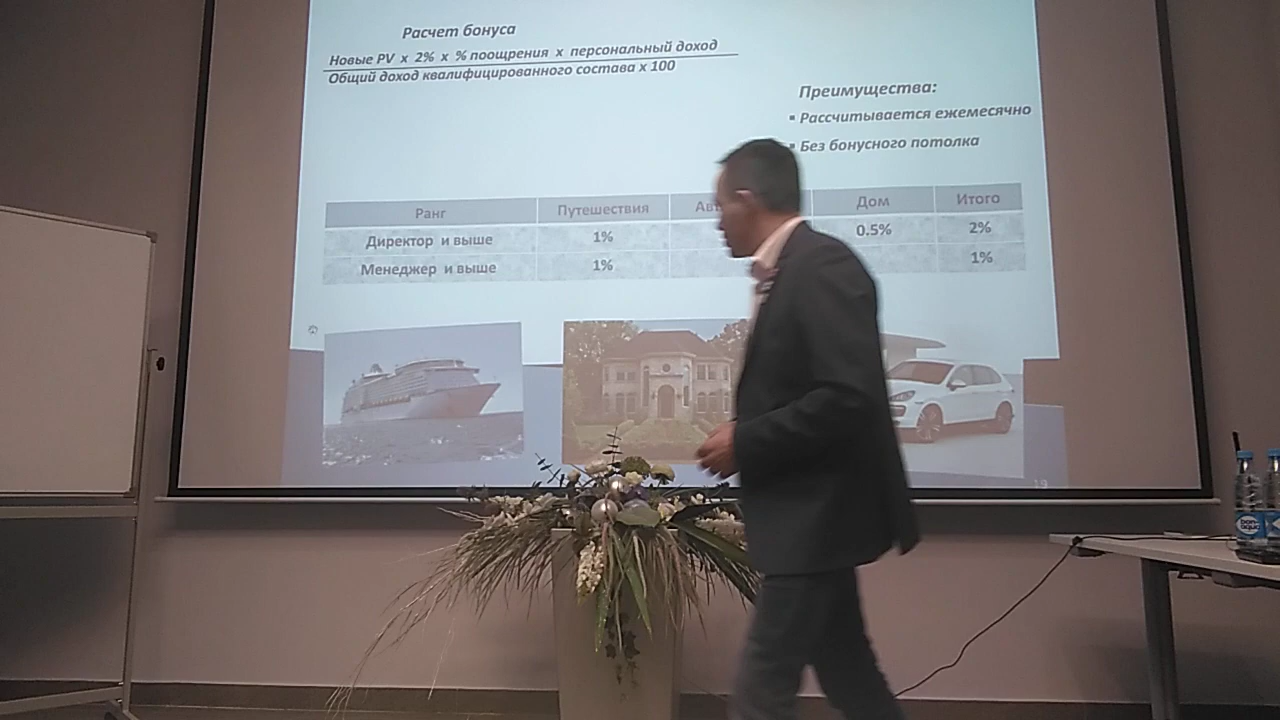 Расчет бонуса
Новые PV x 2% x % поощрения x персональный доход
Общий доход квалифицированного состава x 100
Преимущества:
▪ Рассчитывается ежемесячно
▪ Без бонусного потолка
Ранг Путешествия Дом Итого
Директор и выше 1% 0.5% 2%
Менеджер и выше 1% 1%
19